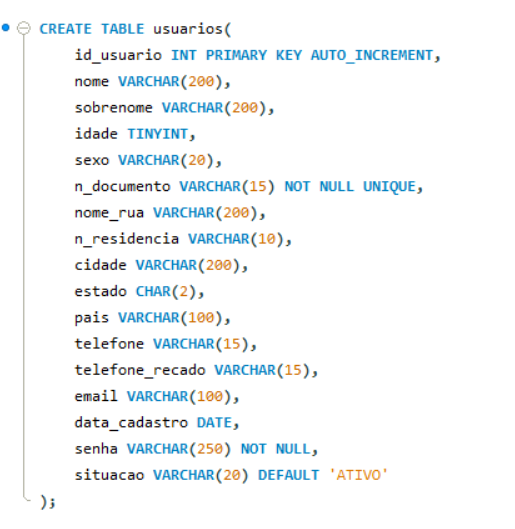 CREATE TABLE usuarios(
id_usuario INT PRIMARY KEY AUTO_INCREMENT,
nome VARCHAR(200),
sobrenome VARCHAR(200),
idade TINYINT,
sexo VARCHAR(20),
n_documento VARCHAR(15) NOT NULL UNIQUE,
nome_rua VARCHAR(200),
n_residencia VARCHAR(10),
cidade VARCHAR(200),
estado CHAR(2),
pais VARCHAR(100),
telefone VARCHAR(15),
telefone_recado VARCHAR(15),
email VARCHAR(100),
data_cadastro DATE,
senha VARCHAR(250) NOT NULL,
situacao VARCHAR(20) DEFAULT 'ATIVO'
);